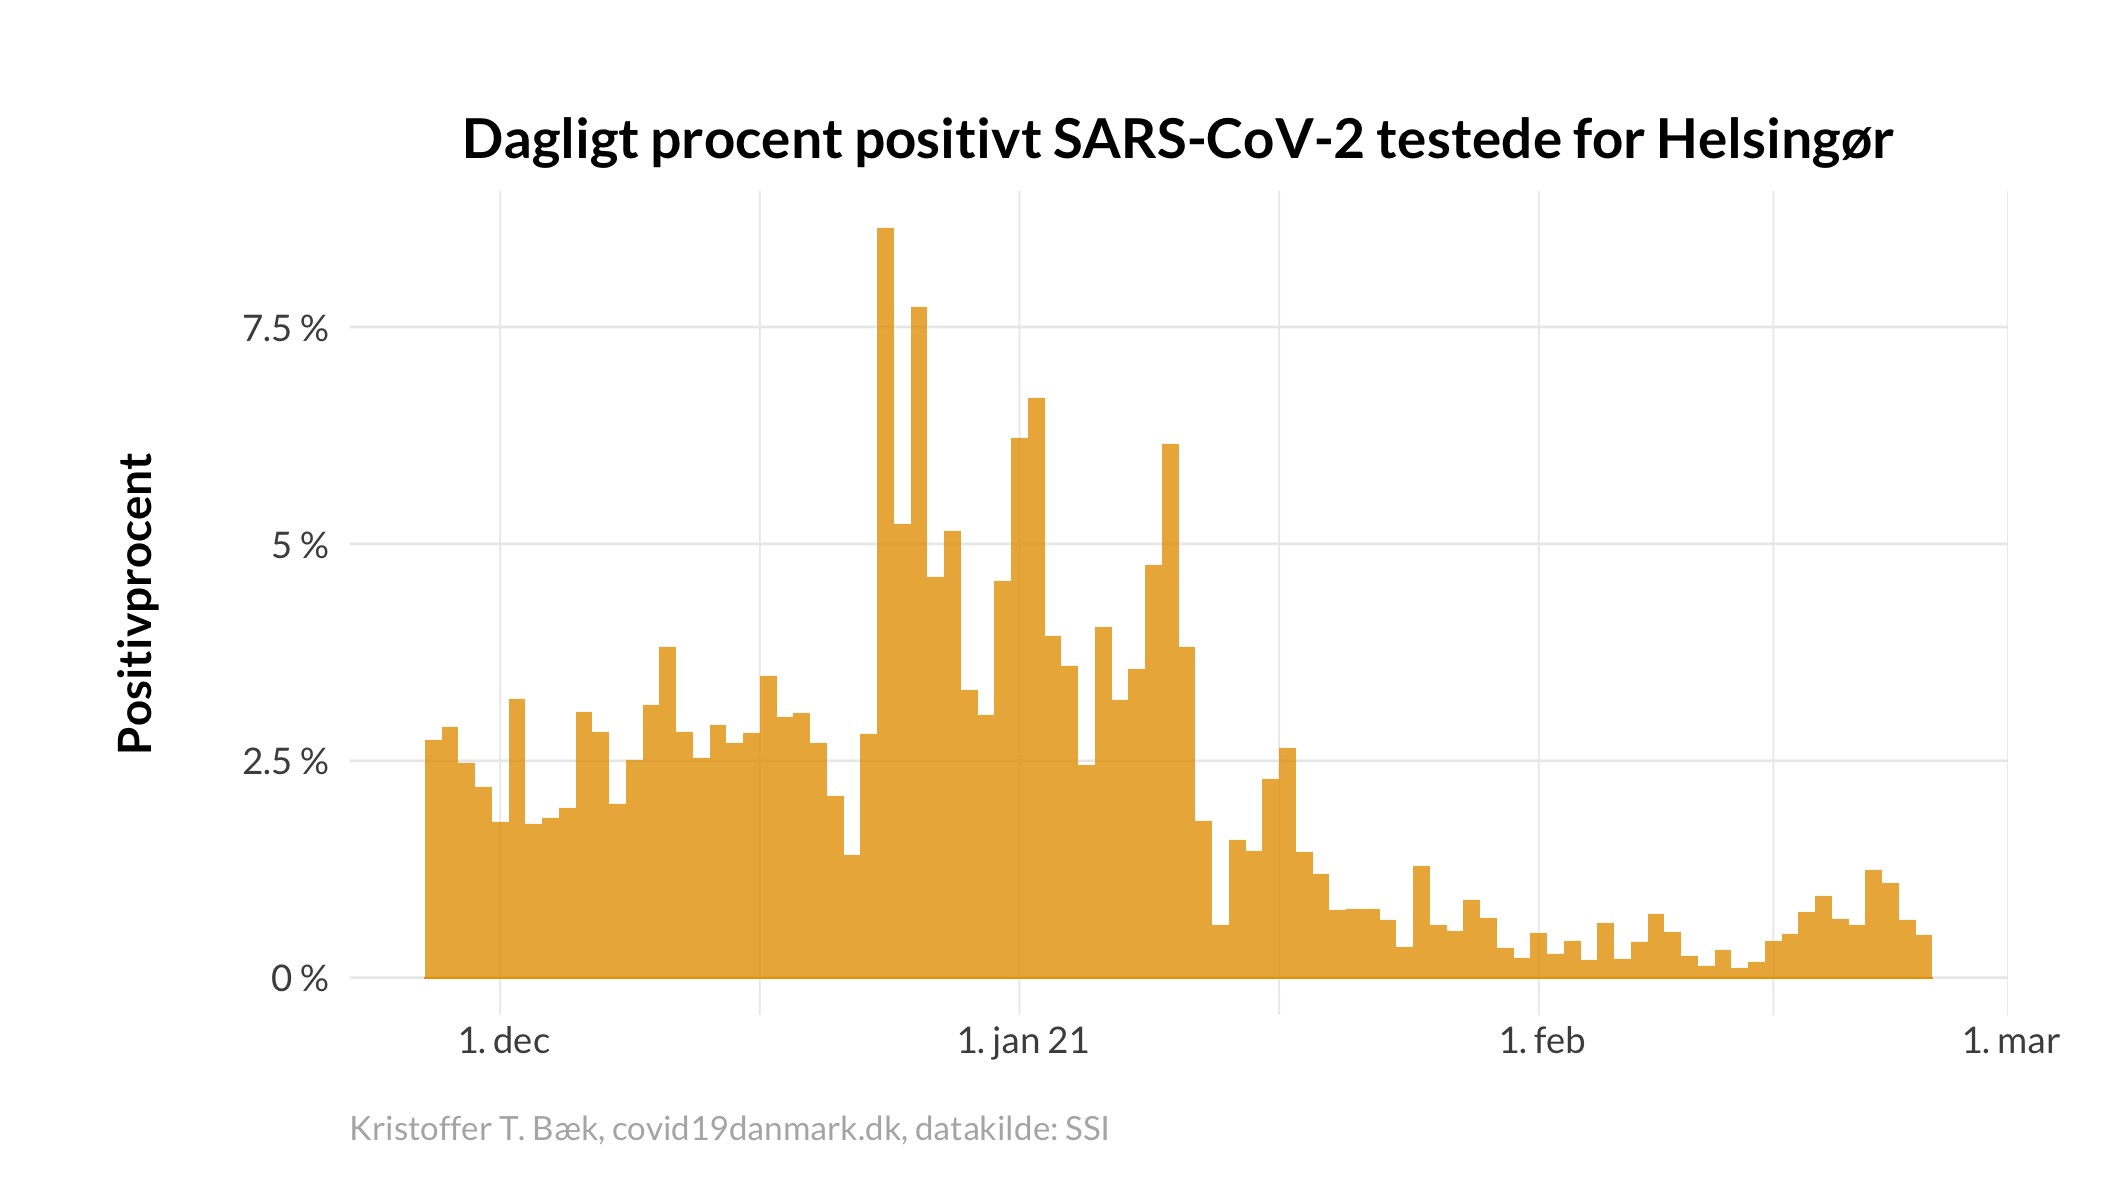 Dagligt procent positivt SARS-CoV-2 testede for Helsingør
Positivprocent
7.5 %
5 %
2.5 %
0 %
1. dec
1. jan 21
1. feb
1. mar
Kristoffer T. Bæk, covid19danmark.dk, datakilde: SSI